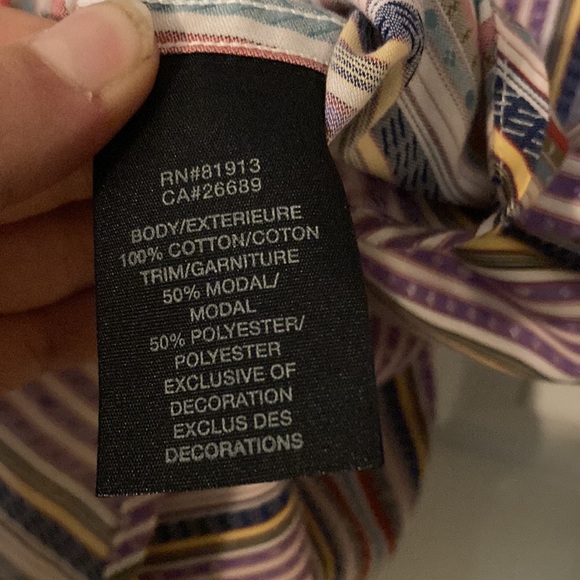 RN#81913
CA#26689
BODY/EXTERIEURE
100% COTTON/COTON
TRIM/GARNITURE
50% MODAL/
MODAL
50% POLYESTER/
POLYESTER
EXCLUSIVE OF
DECORATION
EXCLUS DES
DECORATIONS